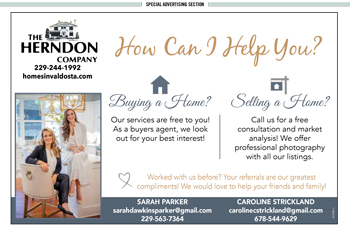 SPECIAL ADVERTISING SECTION
THE
HERNDON
COMPANY
229-244-1992
homesinvaldosta.com
How Can I Help You?
Buying a Home?
Our services are free to you!
As a buyers agent, we look
out for your best interest!
Selling a Home?
Call us for a free
consultation and market
analysis! We offer
professional photography
with all our listings.
Worked with us before? Your referrals are our greatest
compliments! We would love to help your friends and family!
SARAH PARKER
sarahdawkinsparker@gmail.com
229-563-7364
CAROLINE STRICKLAND
carolinecstrickland@gmail.com
678-544-9629